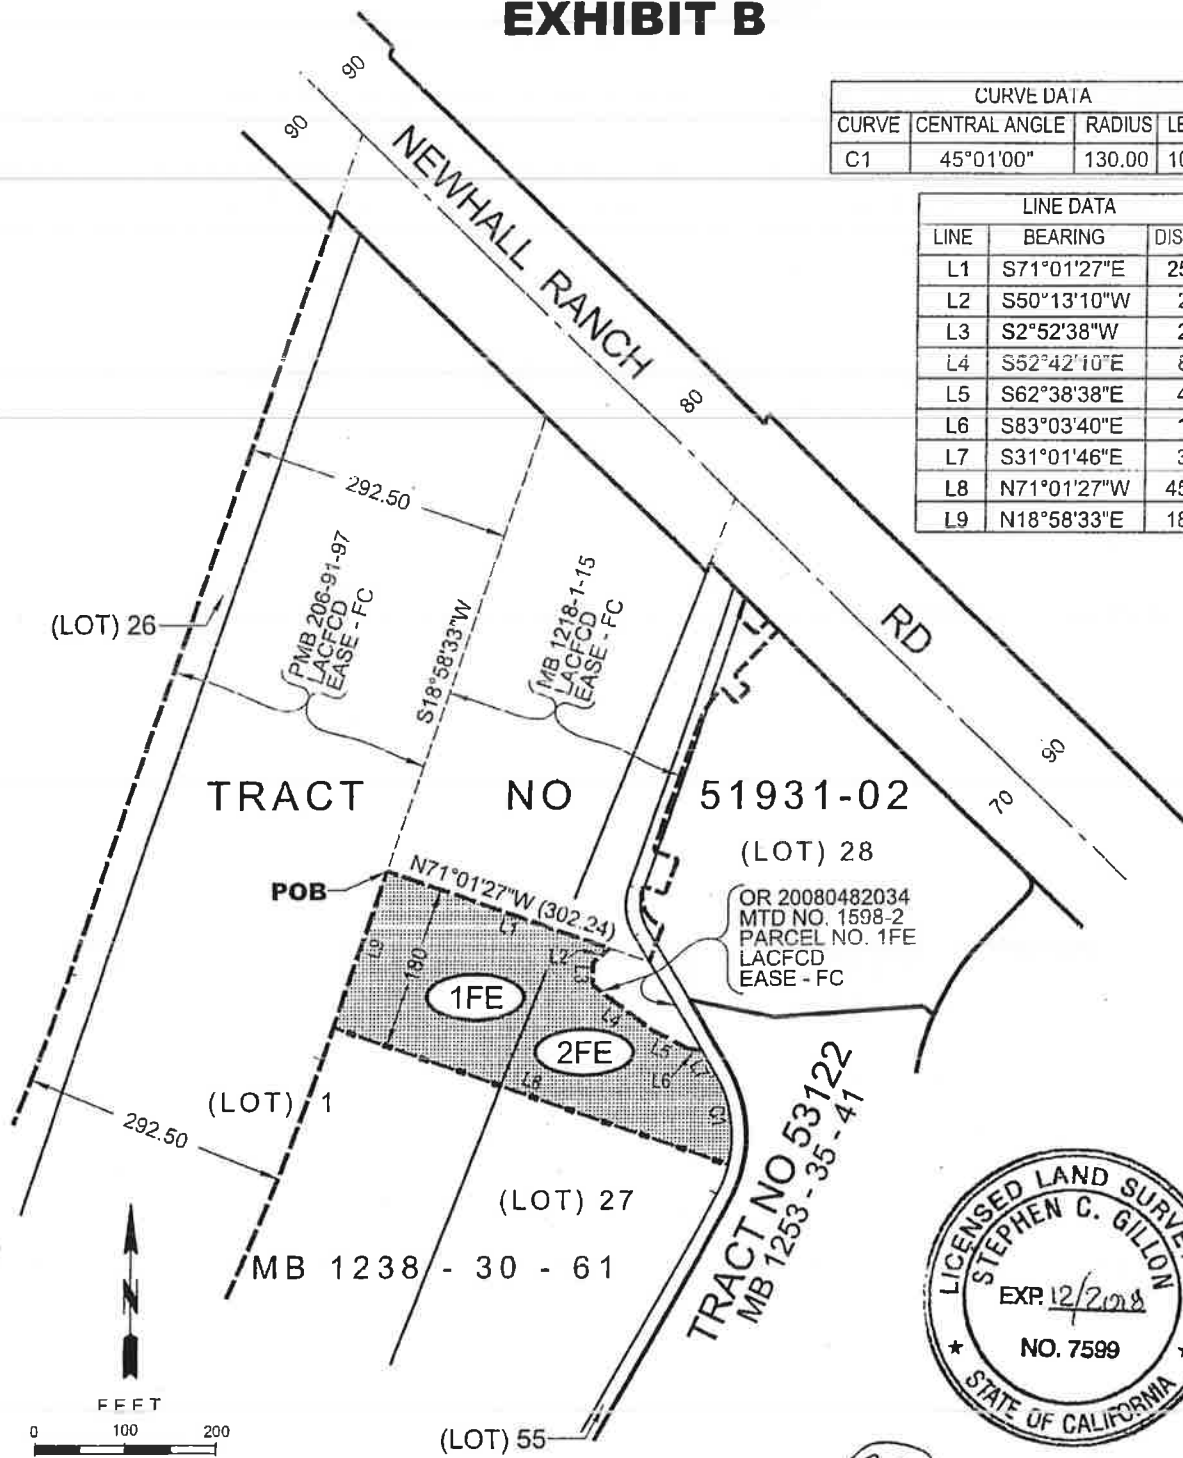 EXHIBIT B
CURVE DATA
CURVE CENTRAL ANGLE RADIUS
C1 45°01'00" 130.00
LINE DATA
LINE BEARING
L1 S71°01'27"E
L2 S50°13'10"W
L3 S2°52'38"W
L4 S52°42'10"E
L5 S62°38'38"E
L6 S83°03'40"E
L7 S31°01'46"E
L8 N71°01'27"W
L9 N18°58'33"E
90
90
NEWHALL RANCH
80
RD
90
70
292.50
(LOT) 26
PMB 206-91-97
LACFCD
EASE - FC
S18°58'33"W
MB 1218-1-15
LACFCD
EASE - FC
TRACT NO 51931-02
(LOT) 28
POB
N71°01'27"W (302.24)
L1
L2
L3
L4
L5
L6
L7
L8
L9
C1
180
1FE
2FE
OR 20080482034
MTD NO. 1598-2
PARCEL NO. 1FE
LACFCD
EASE - FC
(LOT) 1
292.50
(LOT) 27
MB 1238 - 30 - 61
TRACT NO 53122
MB 1253 - 35 - 41
(LOT) 55
N
FEET
0 100 200
LICENSED LAND
STEPHEN C. GILLON
EXP. 12/2018
NO. 7599
STATE OF CALIFORNIA